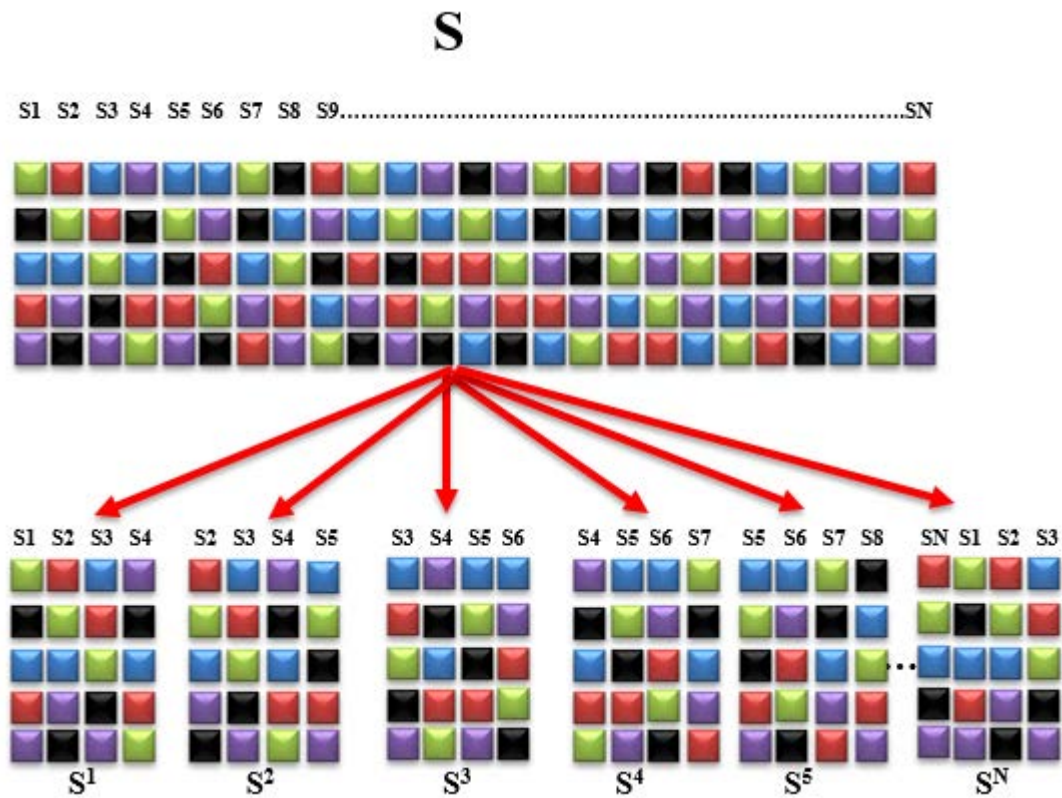 S
S1 S2 S3 S4 S5 S6 S7 S8 S9......................................................................................SN
S1 S2 S3 S4 S2 S3 S4 S5 S3 S4 S5 S6 S4 S5 S6 S7 S5 S6 S7 S8 SN S1 S2 S3
...
S¹ S² S³ S⁴ S⁵ Sᴺ